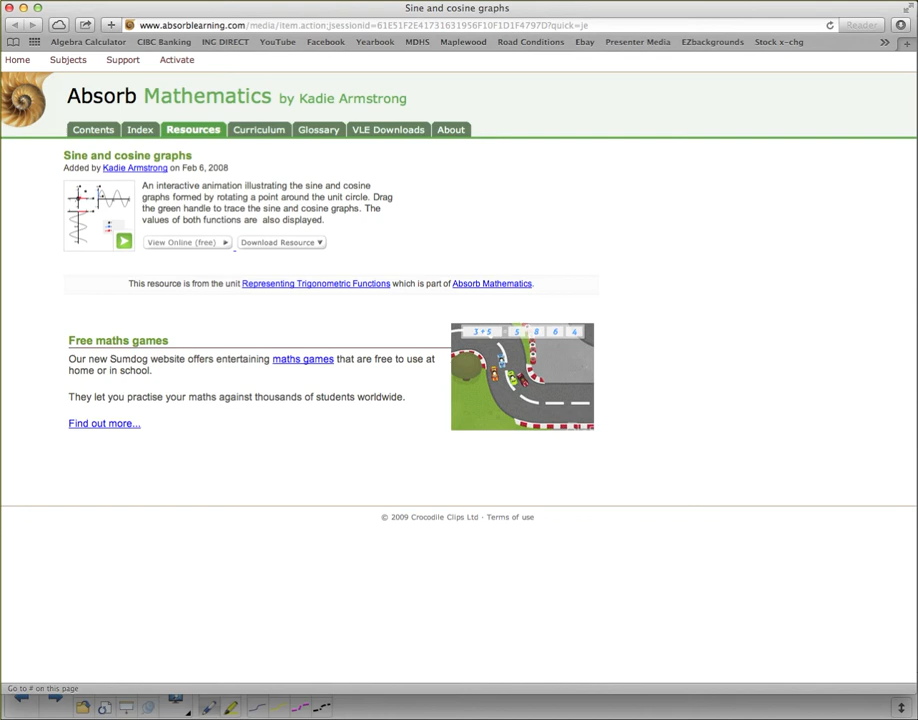 Sine and cosine graphs
www.absorblearning.com/media/item.action;jsessionid=61E51F2E41731631956F10F1D1F4797D?quick=je
Reader
Algebra Calculator CIBC Banking ING DIRECT YouTube Facebook Yearbook MDHS Maplewood Road Conditions Ebay Presenter Media EZbackgrounds Stock x-chg
Home Subjects Support Activate
Absorb Mathematics by Kadie Armstrong
Contents Index Resources Curriculum Glossary VLE Downloads About
Sine and cosine graphs
Added by Kadie Armstrong on Feb 6, 2008
An interactive animation illustrating the sine and cosine
graphs formed by rotating a point around the unit circle. Drag
the green handle to trace the sine and cosine graphs. The
values of both functions are also displayed.
View Online (free) Download Resource
This resource is from the unit Representing Trigonometric Functions which is part of Absorb Mathematics.
Free maths games
Our new Sumdog website offers entertaining maths games that are free to use at
home or in school.
They let you practise your maths against thousands of students worldwide.
Find out more...
3 + 5 5 8 6 4
© 2009 Crocodile Clips Ltd - Terms of use
Go to # on this page